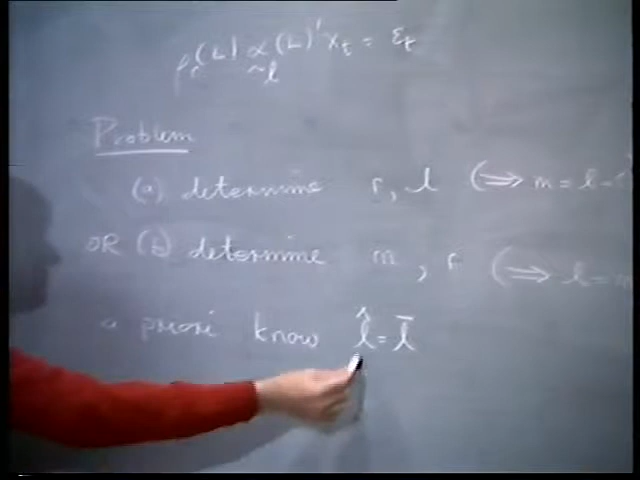 (L) α(L)' x_t = ε_t
Problem
(a) determine r, l (⟹ m = l -
OR (b) determine m, r (⟹ l = m
a priori know l̂ = l̄